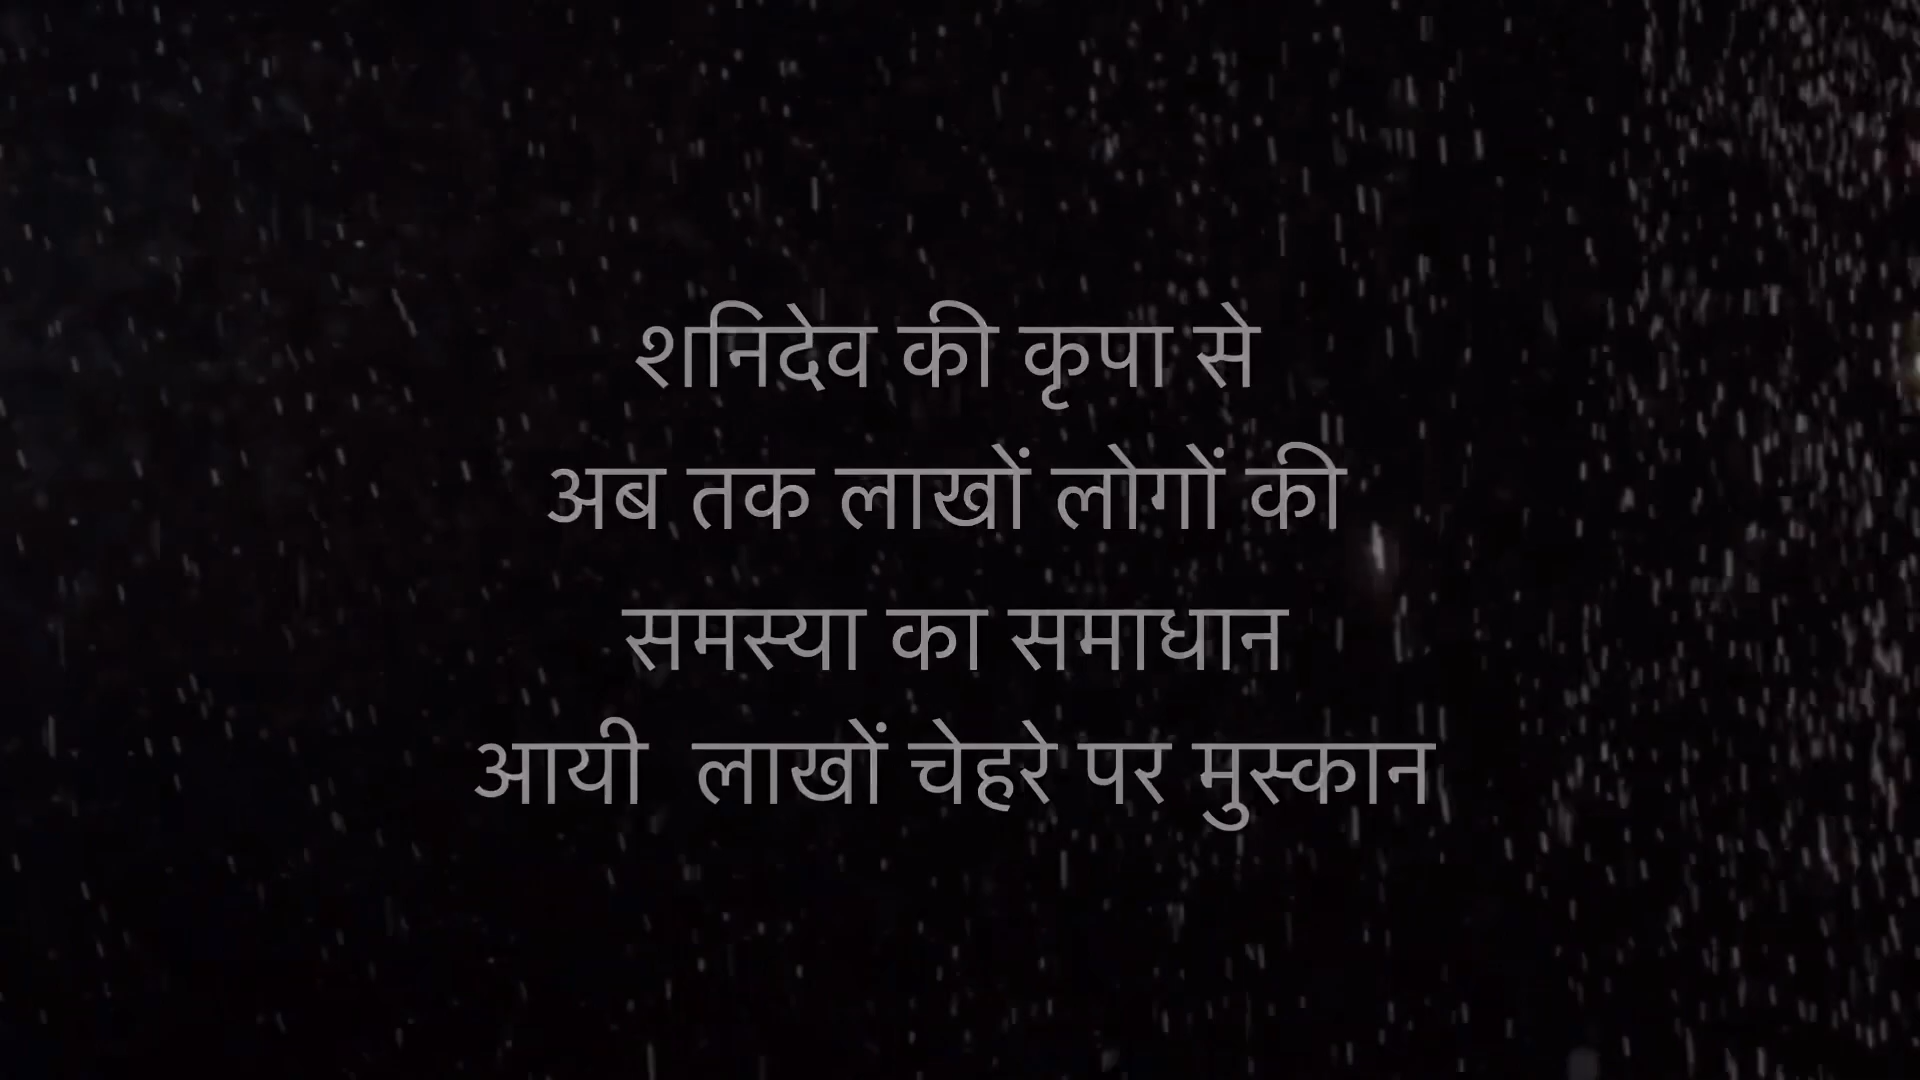 शनिदेव की कृपा से
अब तक लाखों लोगों की
समस्या का समाधान
आयी लाखों चेहरे पर मुस्कान